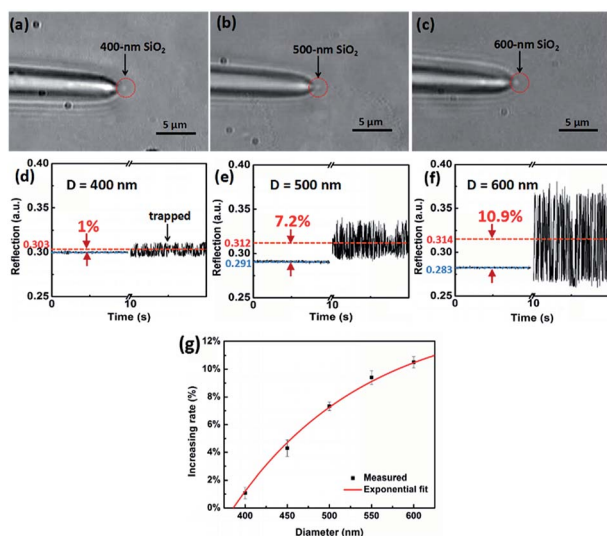 (a)
400-nm SiO₂
5 µm
(b)
500-nm SiO₂
5 µm
(c)
600-nm SiO₂
5 µm
(d)
D = 400 nm
1%
trapped
0.303
0.40
0.35
0.30
0.25
Reflection (a.u.)
0 10
Time (s)
(e)
D = 500 nm
7.2%
0.312
0.291
0.40
0.35
0.30
0.25
Reflection (a.u.)
0 10
Time (s)
(f)
D = 600 nm
10.9%
0.314
0.283
0.40
0.35
0.30
0.25
Reflection (a.u.)
0 10
Time (s)
(g)
12%
10%
8%
6%
4%
2%
0%
Increasing rate (%)
Measured
Exponential fit
400 450 500 550 600
Diameter (nm)